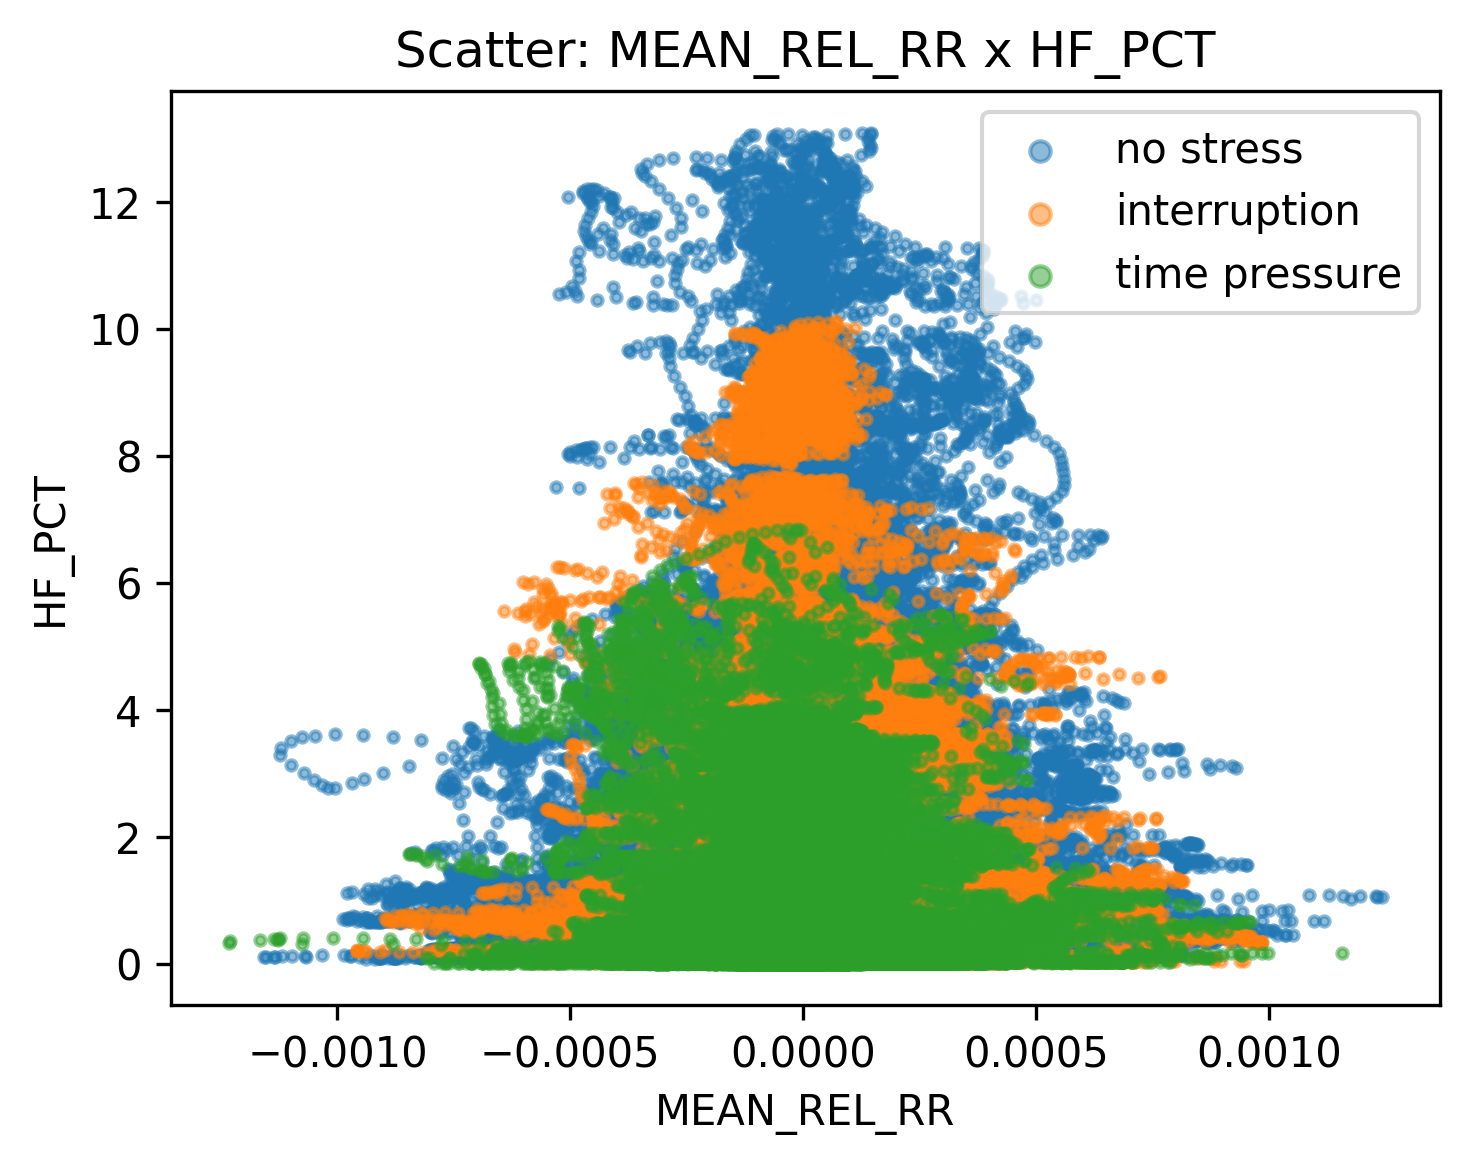 Scatter: MEAN_REL_RR x HF_PCT
no stress
interruption
time pressure
HF_PCT
12
10
8
6
4
2
0
−0.0010
−0.0005
0.0000
0.0005
0.0010
MEAN_REL_RR